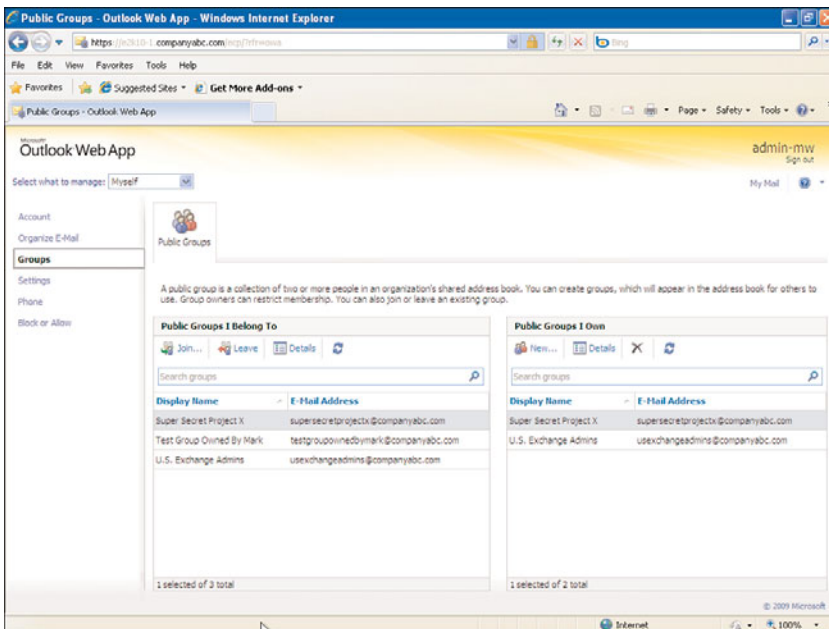 Public Groups - Outlook Web App - Windows Internet Explorer
https://e2k10-1.companyabc.com/ecp/?rfr=owa
Bing
File Edit View Favorites Tools Help
Favorites Suggested Sites Get More Add-ons
Public Groups - Outlook Web App
Page Safety Tools
Microsoft
Outlook Web App
admin-mw
Sign out
Select what to manage: Myself
My Mail
Account
Organize E-Mail
Groups
Settings
Phone
Block or Allow
Public Groups
A public group is a collection of two or more people in an organization's shared address book. You can create groups, which will appear in the address book for others to
use. Group owners can restrict membership. You can also join or leave an existing group.
Public Groups I Belong To
Join... Leave Details
Search groups
Display Name E-Mail Address
Super Secret Project X supersecretprojectx@companyabc.com
Test Group Owned By Mark testgroupownedbymark@companyabc.com
U.S. Exchange Admins usexchangeadmins@companyabc.com
1 selected of 3 total
Public Groups I Own
New... Details
Search groups
Display Name E-Mail Address
Super Secret Project X supersecretprojectx@companyabc.com
U.S. Exchange Admins usexchangeadmins@companyabc.com
1 selected of 2 total
© 2009 Microsoft
Internet 100%